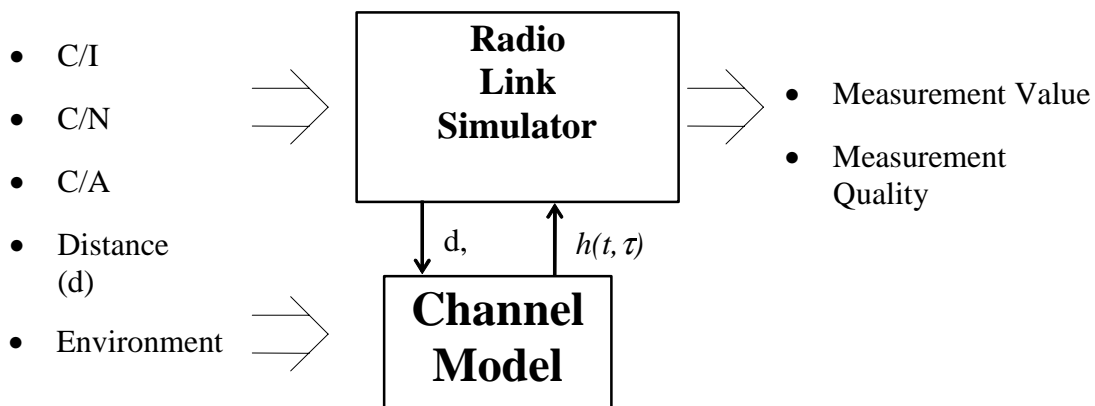 • C/I
• C/N
• C/A
• Distance
(d)
• Environment
Radio
Link
Simulator
d,
h(t, τ)
Channel
Model
• Measurement Value
• Measurement
Quality